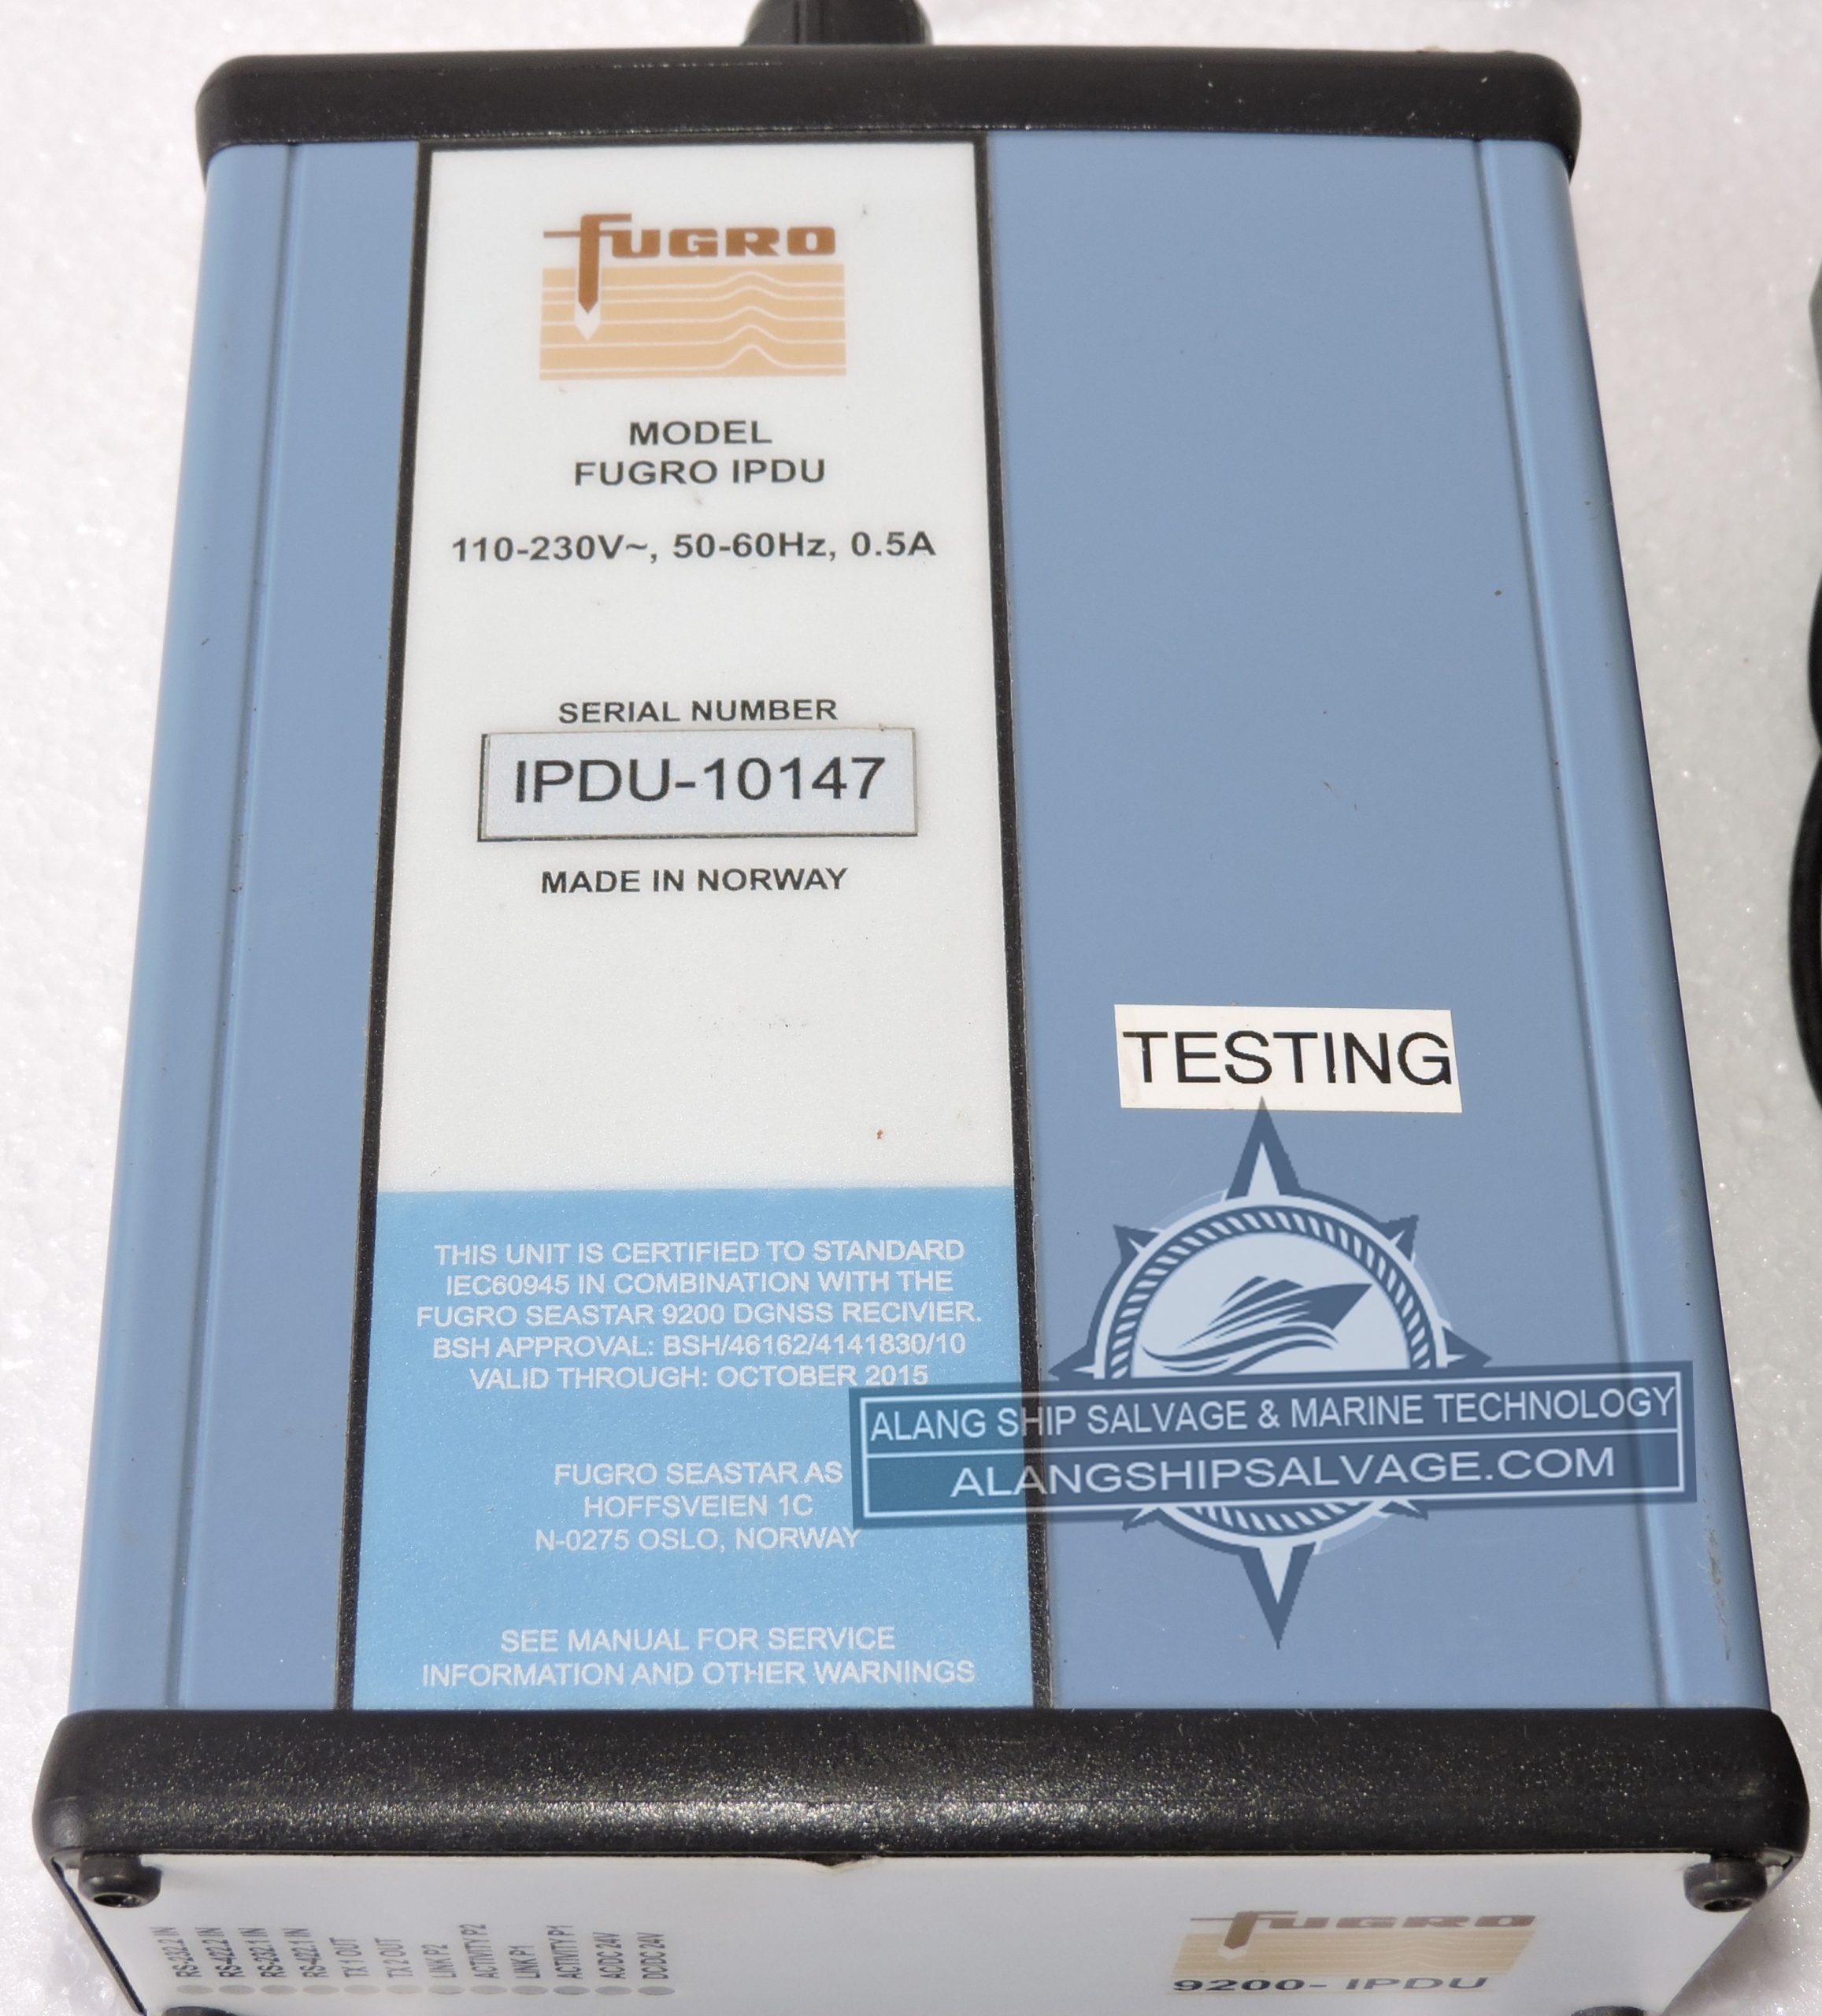 FUGRO
MODEL
FUGRO IPDU
110-230V~, 50-60Hz, 0.5A
SERIAL NUMBER
IPDU-10147
MADE IN NORWAY
TESTING
THIS UNIT IS CERTIFIED TO STANDARD
IEC60945 IN COMBINATION WITH THE
FUGRO SEASTAR 9200 DGNSS RECIVIER.
BSH APPROVAL: BSH/46162/4141830/10
VALID THROUGH: OCTOBER 2015
ALANG SHIP SALVAGE & MARINE TECHNOLOGY
ALANGSHIPSALVAGE.COM
FUGRO SEASTAR AS
HOFFSVEIEN 1C
N-0275 OSLO, NORWAY
SEE MANUAL FOR SERVICE
INFORMATION AND OTHER WARNINGS
RS-232.2 IN
RS-422.2 IN
RS-232.1 IN
RS-422.1 IN
TX 1 OUT
TX 2 OUT
LINK P2
ACTIVITY P2
LINK P1
ACTIVITY P1
AC/DC 24V
DC/DC 24V
FUGRO
9200- IPDU